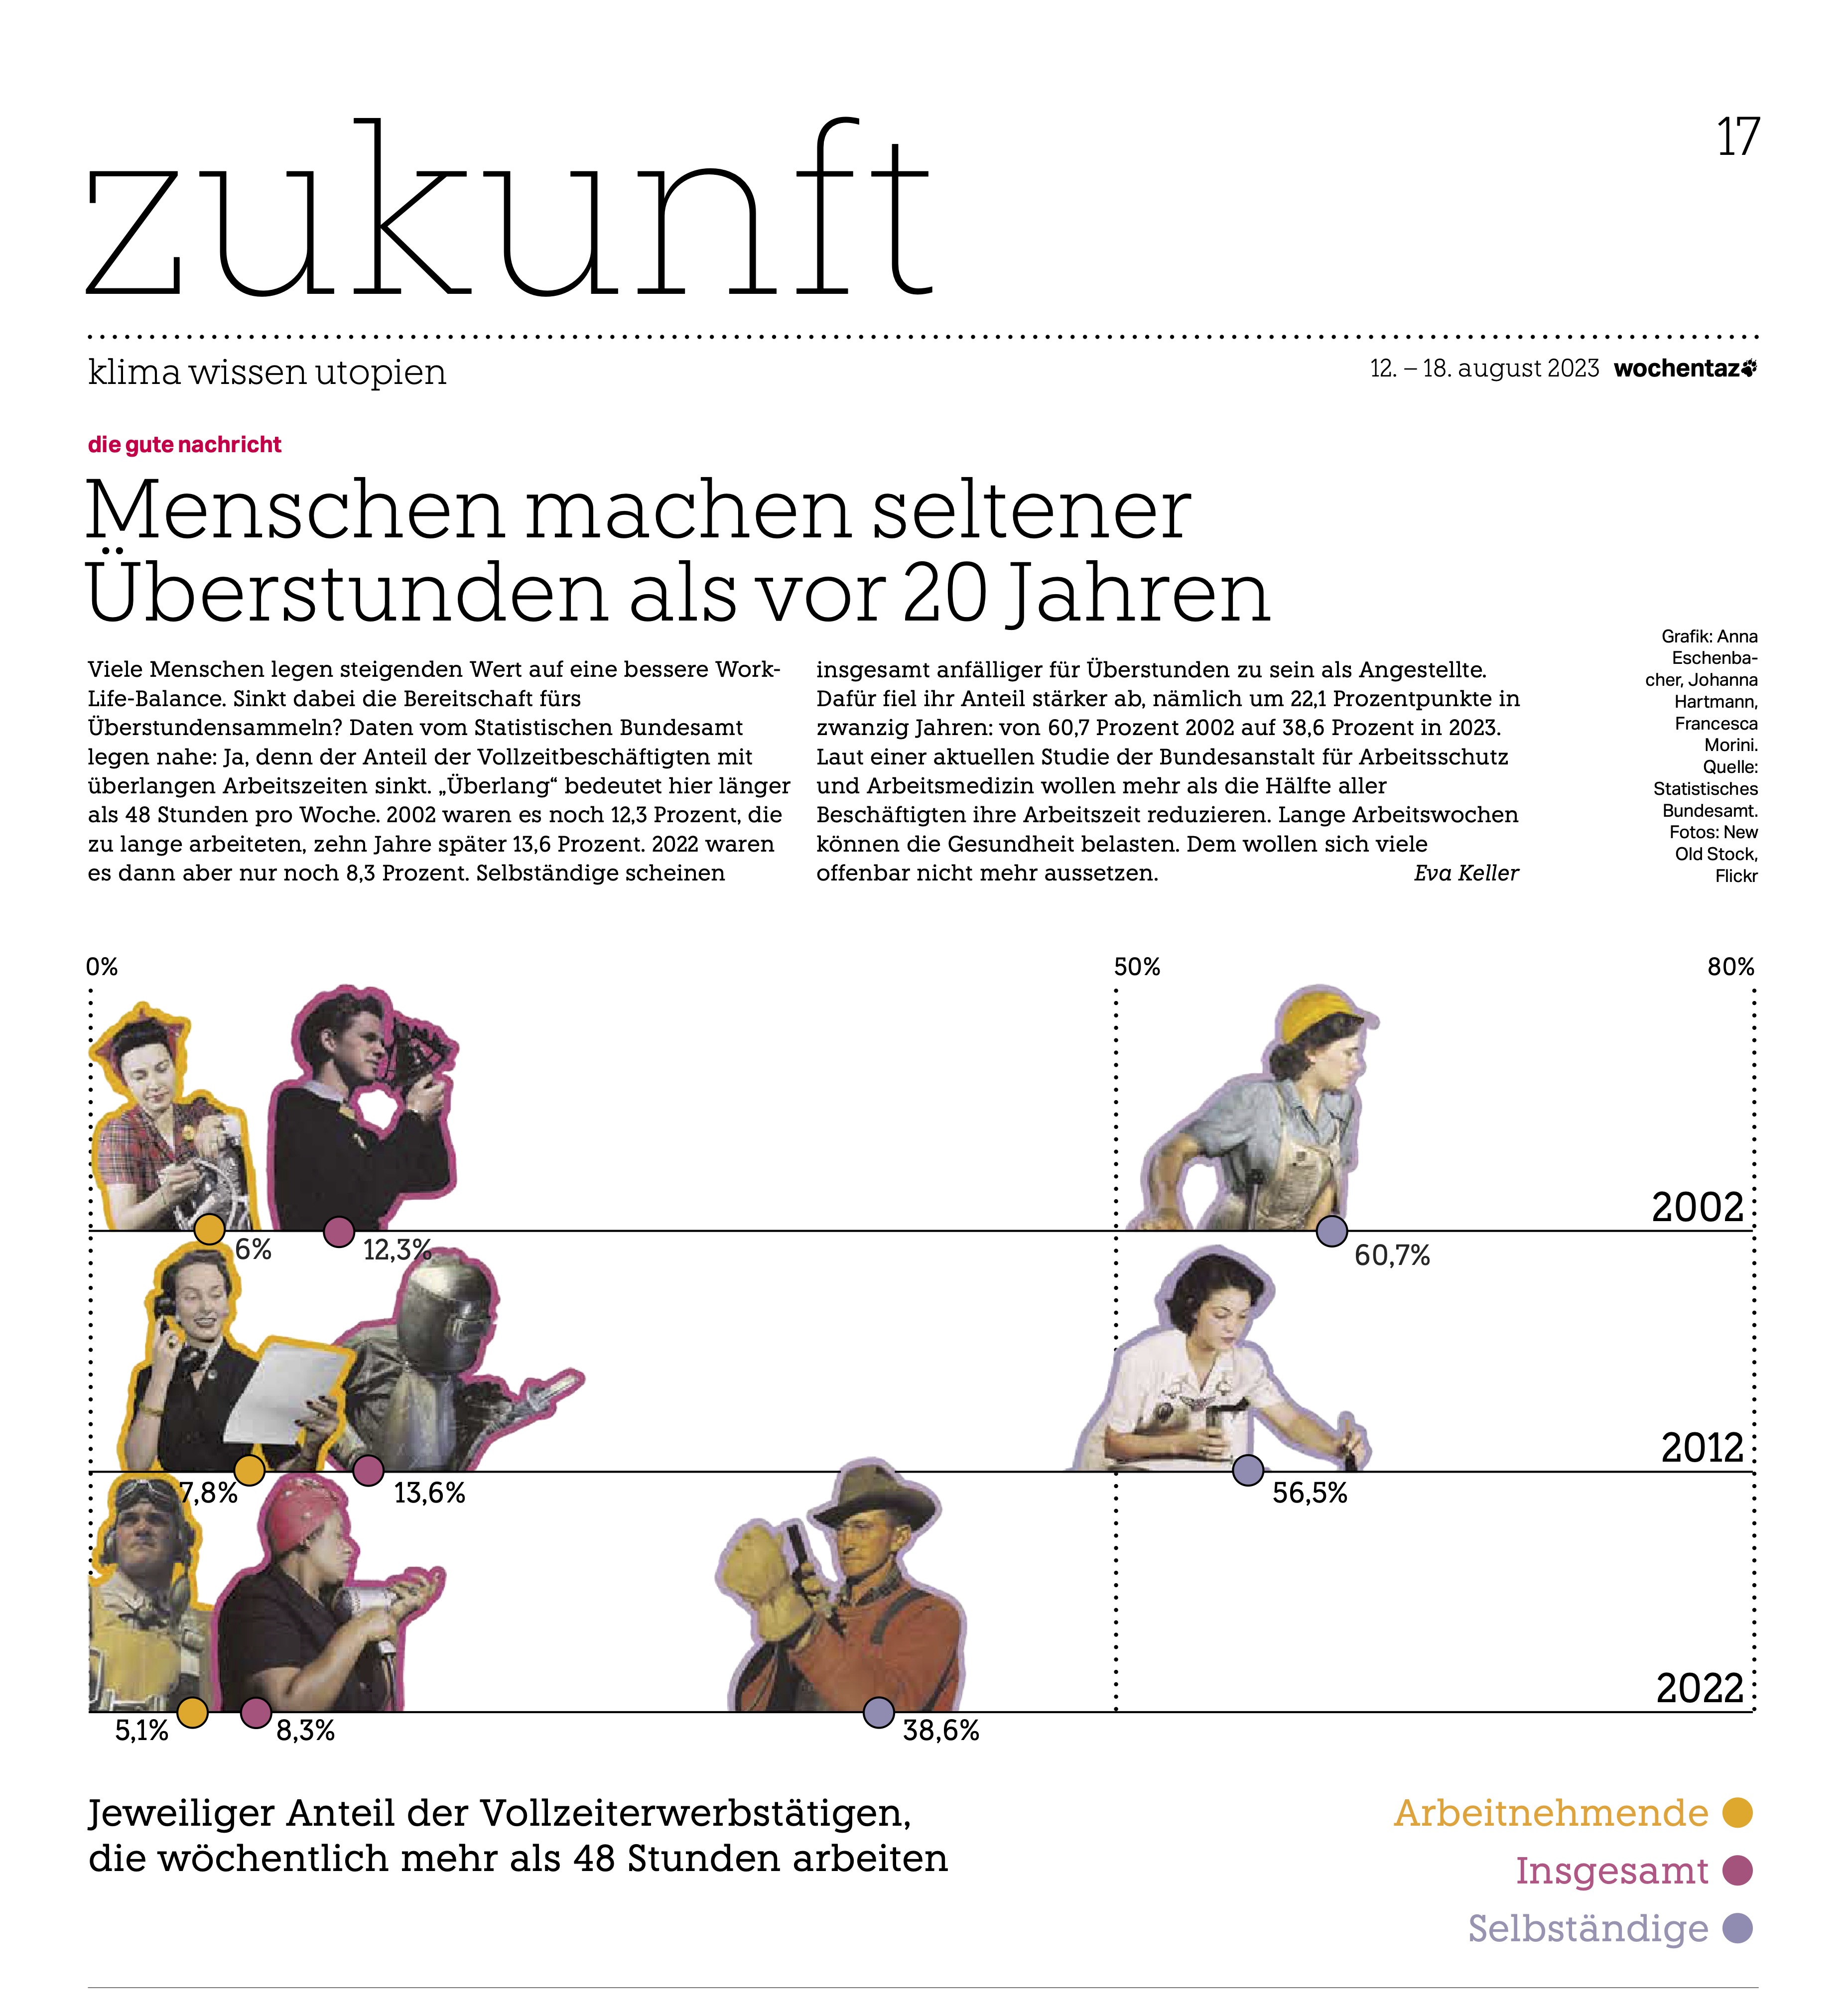 zukunft
17
klima wissen utopien
12. – 18. august 2023 wochentaz
die gute nachricht
Menschen machen seltener
Überstunden als vor 20 Jahren
Viele Menschen legen steigenden Wert auf eine bessere Work-
Life-Balance. Sinkt dabei die Bereitschaft fürs
Überstundensammeln? Daten vom Statistischen Bundesamt
legen nahe: Ja, denn der Anteil der Vollzeitbeschäftigten mit
überlangen Arbeitszeiten sinkt. „Überlang“ bedeutet hier länger
als 48 Stunden pro Woche. 2002 waren es noch 12,3 Prozent, die
zu lange arbeiteten, zehn Jahre später 13,6 Prozent. 2022 waren
es dann aber nur noch 8,3 Prozent. Selbständige scheinen
insgesamt anfälliger für Überstunden zu sein als Angestellte.
Dafür fiel ihr Anteil stärker ab, nämlich um 22,1 Prozentpunkte in
zwanzig Jahren: von 60,7 Prozent 2002 auf 38,6 Prozent in 2023.
Laut einer aktuellen Studie der Bundesanstalt für Arbeitsschutz
und Arbeitsmedizin wollen mehr als die Hälfte aller
Beschäftigten ihre Arbeitszeit reduzieren. Lange Arbeitswochen
können die Gesundheit belasten. Dem wollen sich viele
offenbar nicht mehr aussetzen. Eva Keller
Grafik: Anna
Eschenba-
cher, Johanna
Hartmann,
Francesca
Morini.
Quelle:
Statistisches
Bundesamt.
Fotos: New
Old Stock,
Flickr
0% 50% 80%
2002
6% 12,3% 60,7%
2012
7,8% 13,6% 56,5%
2022
5,1% 8,3% 38,6%
Jeweiliger Anteil der Vollzeiterwerbstätigen,
die wöchentlich mehr als 48 Stunden arbeiten
Arbeitnehmende
Insgesamt
Selbständige